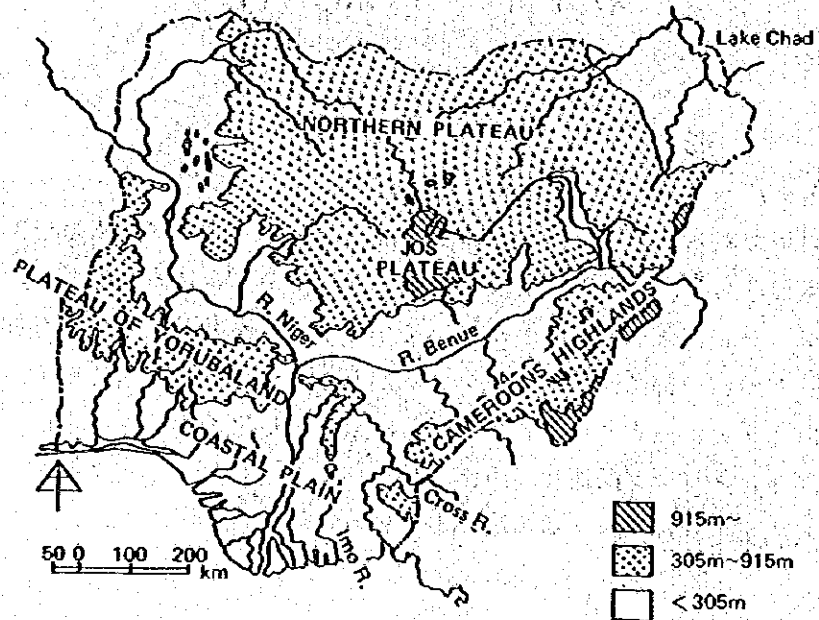 Lake Chad
NORTHERN PLATEAU
JOS
PLATEAU
PLATEAU OF YORUBALAND
R. Niger
R. Benue
CAMEROONS HIGHLANDS
COASTAL PLAIN
Cross R.
Imo R.
50 0 100 200
km
915m~
305m~915m
< 305m